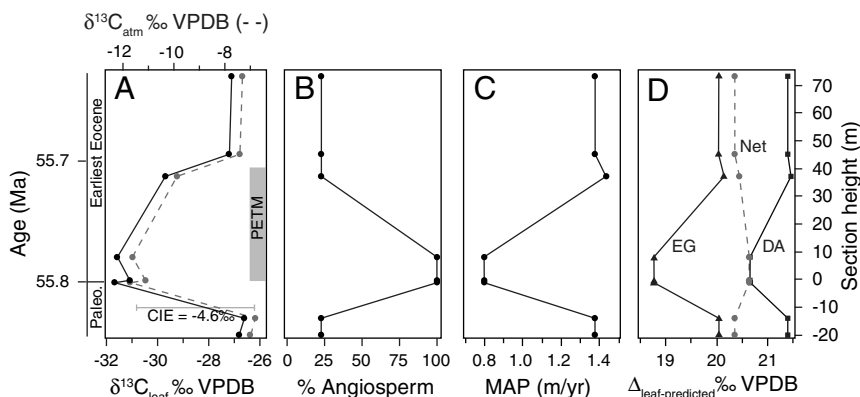 δ13Catm ‰ VPDB (- -)
-12 -10 -8
A
B
C
D
Age (Ma)
55.7
55.8
Earliest Eocene
Paleo.
PETM
CIE = -4.6‰
-32 -30 -28 -26
δ13Cleaf ‰ VPDB
0 25 50 75 100
% Angiosperm
0.8 1.0 1.2 1.4
MAP (m/yr)
Net
EG
DA
19 20 21
Δleaf-predicted‰ VPDB
70
60
50
40
30
20
10
0
-10
-20
Section height (m)